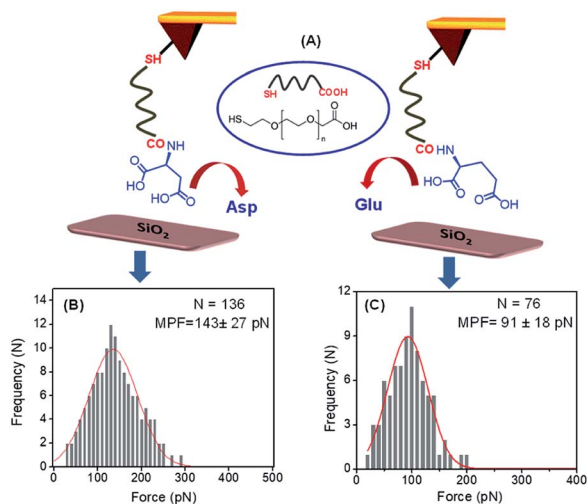 (A)
SH
SH
SH
COOH
HS
O
O
O
OH
n
CO
NH
HO
O
HO
O
Asp
CO
HN
HO
O
O
OH
Glu
SiO₂
SiO₂
(B)
N = 136
MPF=143± 27 pN
Frequency (N)
14
12
10
8
6
4
2
0
0
100
200
300
400
500
Force (pN)
(C)
N = 76
MPF= 91 ± 18 pN
Frequency (N)
12
9
6
3
0
0
100
200
300
400
Force (pN)